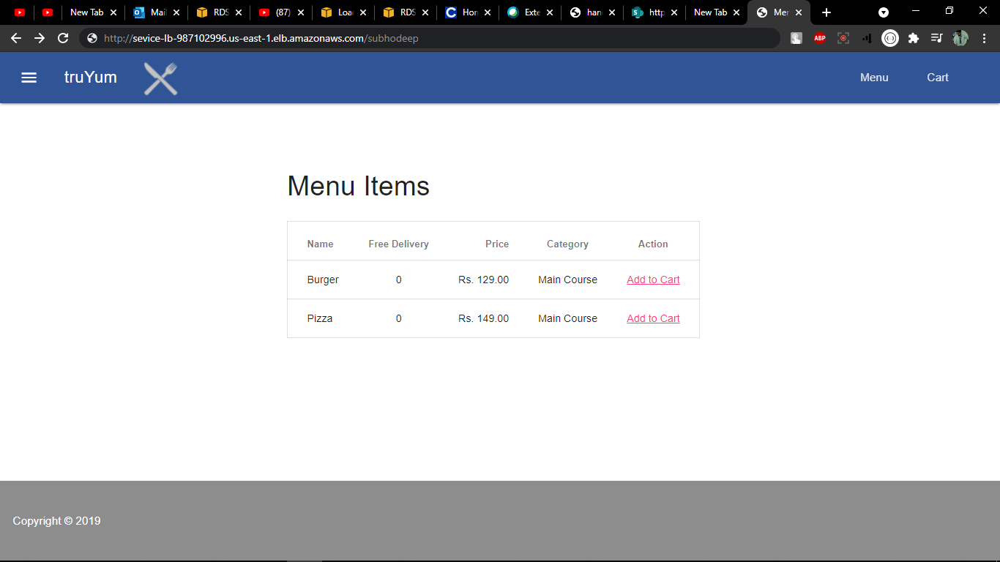 New Tab Mail RDS (87) Loa RDS Hon Exte han http New Tab Mer
http://sevice-lb-987102996.us-east-1.elb.amazonaws.com/subhodeep ABP
truYum Menu Cart
Menu Items
Name Free Delivery Price Category Action
Burger 0 Rs. 129.00 Main Course Add to Cart
Pizza 0 Rs. 149.00 Main Course Add to Cart
Copyright © 2019